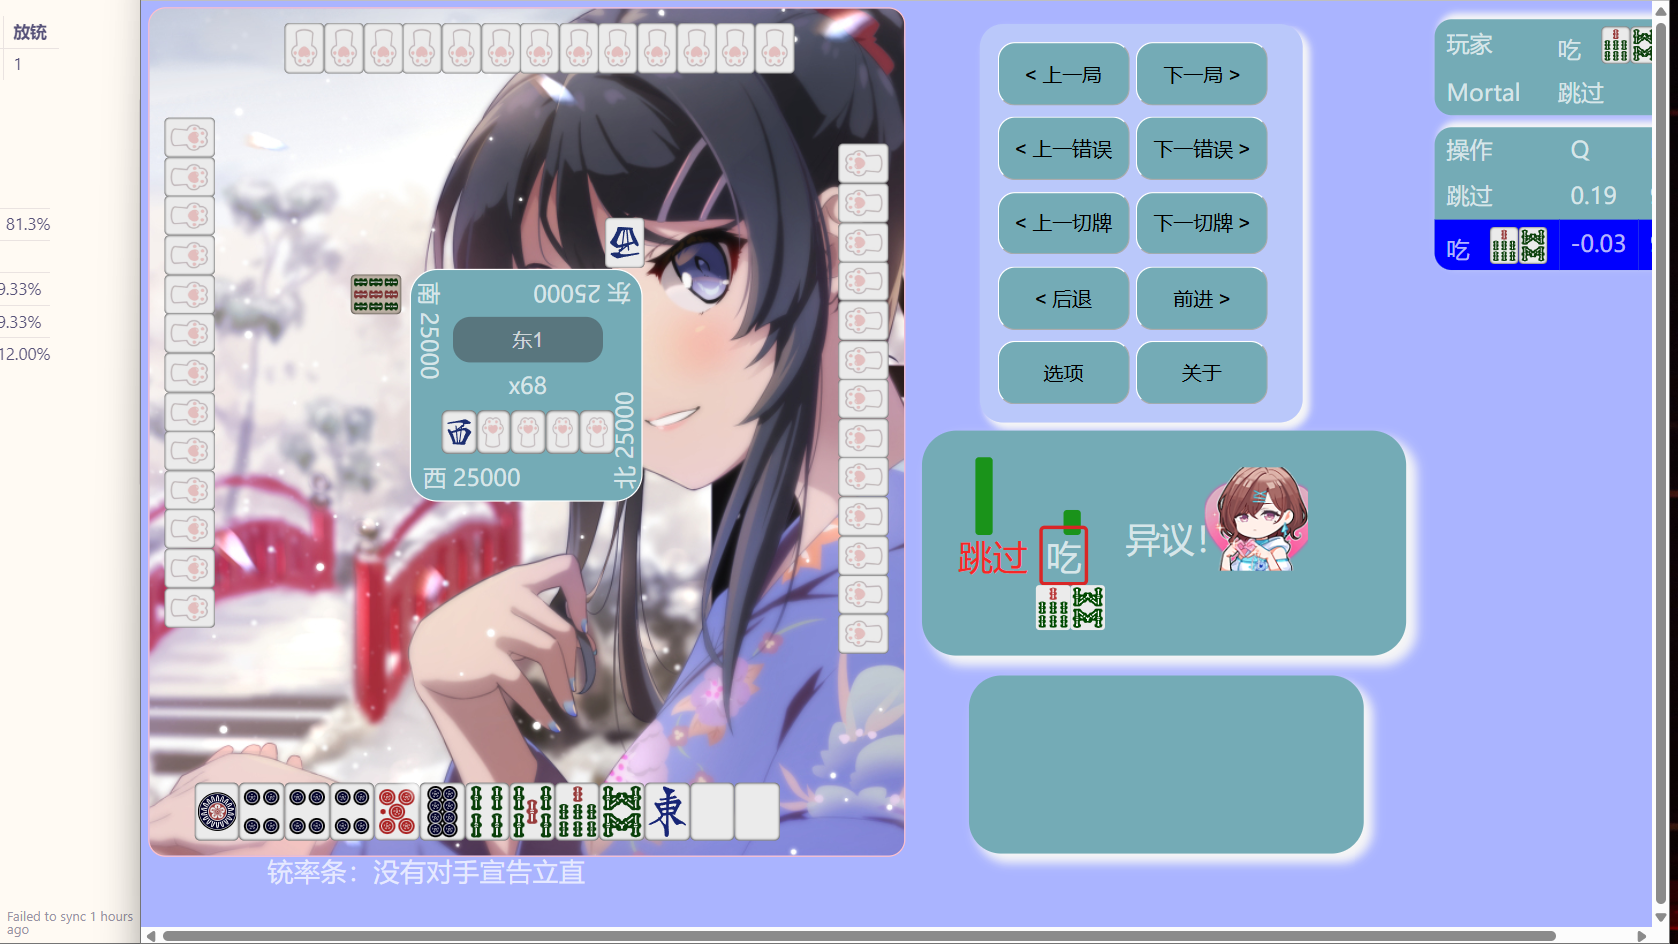 放铳
1
81.3%
9.33%
9.33%
12.00%
Failed to sync 1 hours
ago
东 25000
南 25000
东1
x68
北 25000
西 25000
西
東
铳率条：没有对手宣告立直
< 上一局
下一局 >
< 上一错误
下一错误 >
< 上一切牌
下一切牌 >
< 后退
前进 >
选项
关于
跳过
吃
异议!
玩家 吃
Mortal 跳过
操作 Q
跳过 0.19
吃 -0.03